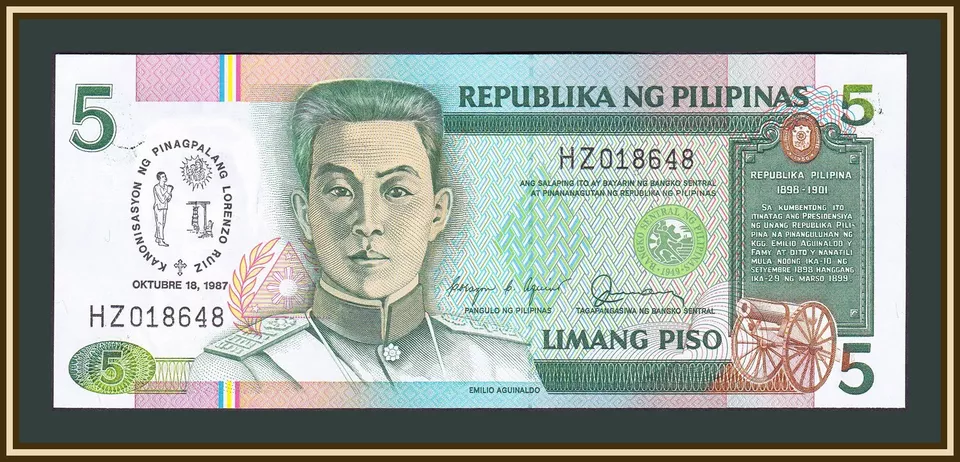 5
REPUBLIKA NG PILIPINAS
5
HZ018648
ANG SALAPING ITO AY BAYARIN NG BANGKO SENTRAL
AT PINANANAGUTAN NG REPUBLIKA NG PILIPINAS
KANONISASYON NG PINAGPALANG LORENZO RUIZ
OKTUBRE 18, 1987
HZ018648
5
BANGKO SENTRAL NG PILIPINAS
1949
PANGULO NG PILIPINAS
TAGAPANGASIWA NG BANGKO SENTRAL
LIMANG PISO
EMILIO AGUINALDO
REPUBLIKA PILIPINA
1898-1901
SA KUMBENTONG ITO
ITINATAG ANG PRESIDENSIYA
NG UNANG REPUBLIKA PILI-
PINA NA PINANGULUHAN NG
KGG. EMILIO AGUINALDO Y
FAMY AT DITO Y NANATILI
MULA NOONG IKA-10 NG
SETYEMBRE 1898 HANGGANG
IKA-29 NG MARSO 1899.
5